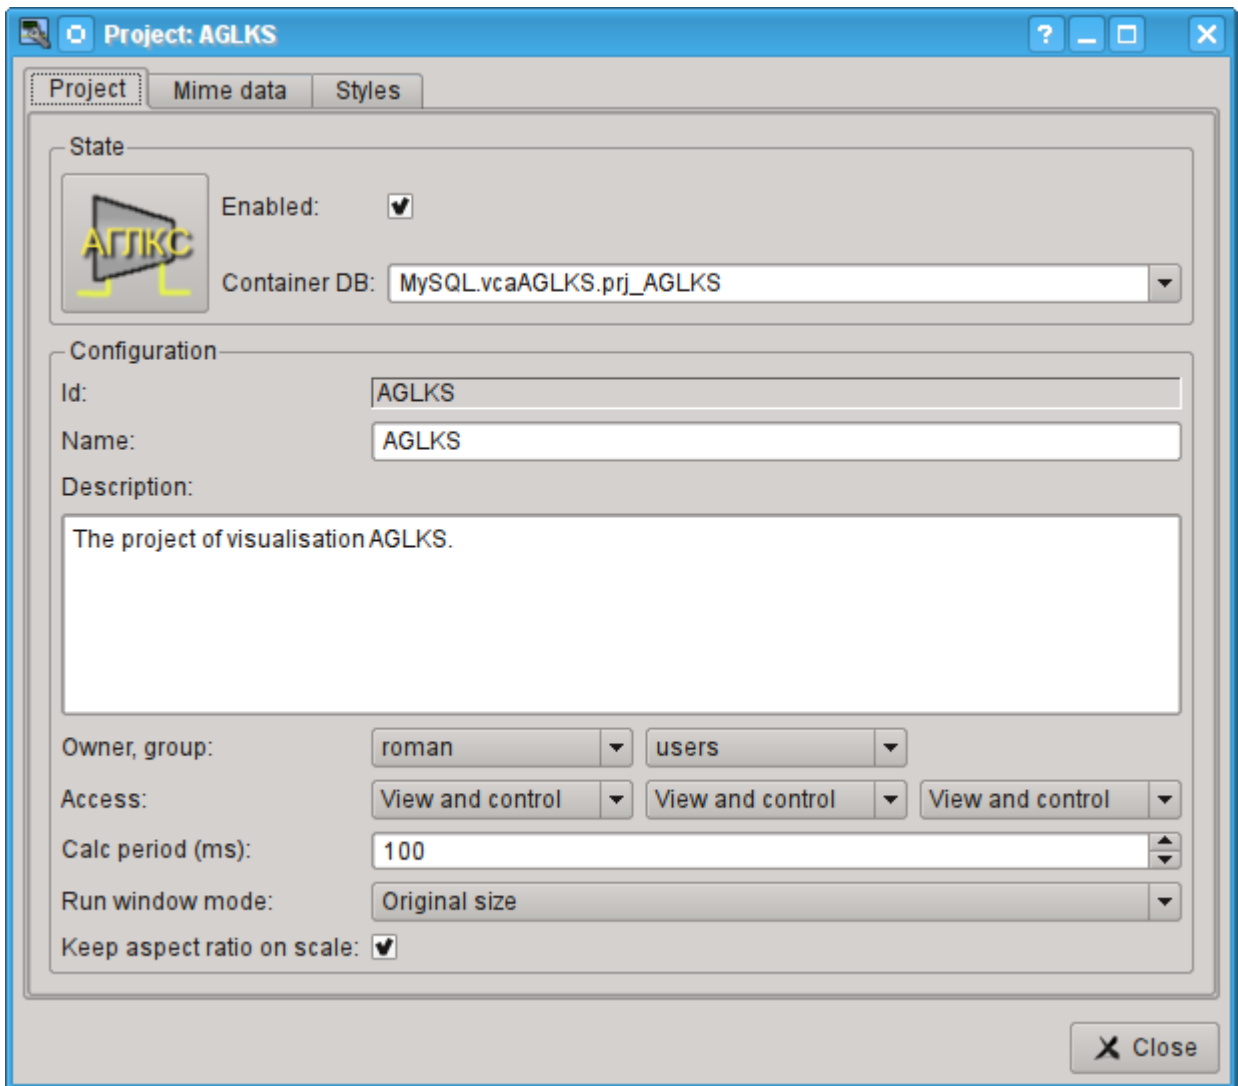 Project: AGLKS
Project Mime data Styles
State
АГЛКС
Enabled:
Container DB: MySQL.vcaAGLKS.prj_AGLKS
Configuration
Id: AGLKS
Name: AGLKS
Description:
The project of visualisation AGLKS.
Owner, group: roman users
Access: View and control View and control View and control
Calc period (ms): 100
Run window mode: Original size
Keep aspect ratio on scale:
Close